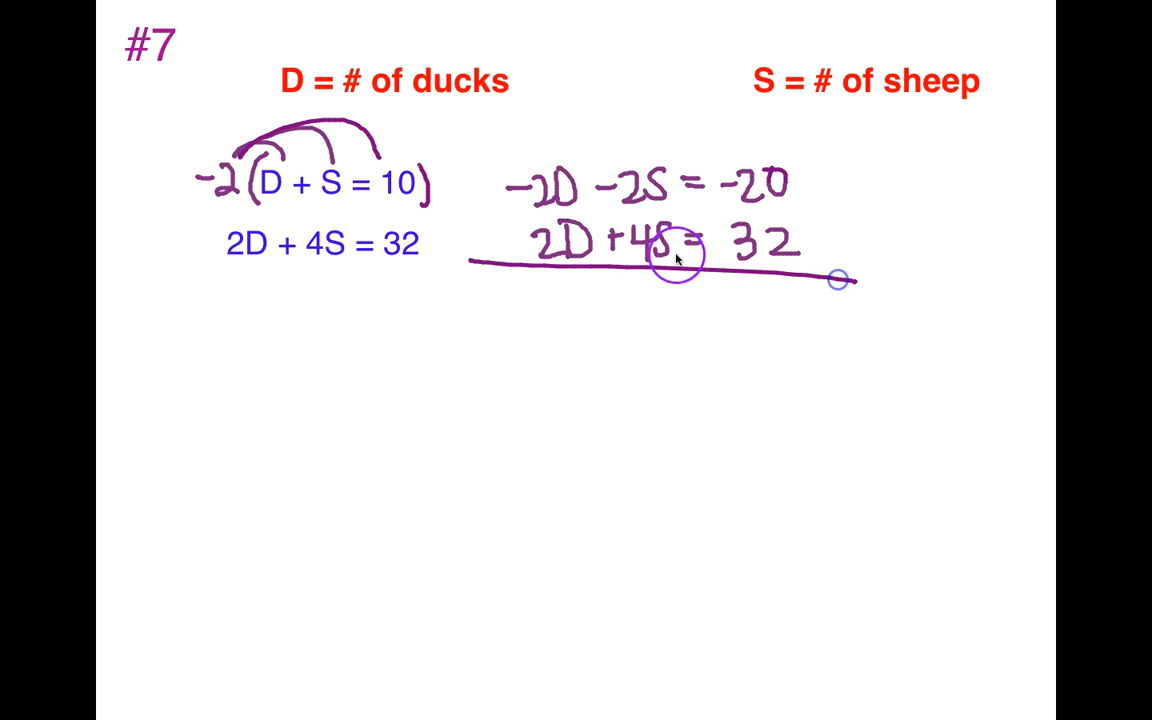 #7
D = # of ducks
S = # of sheep
-2(D + S = 10)
-2D -2S = -20
2D + 4S = 32
2D +4S = 32